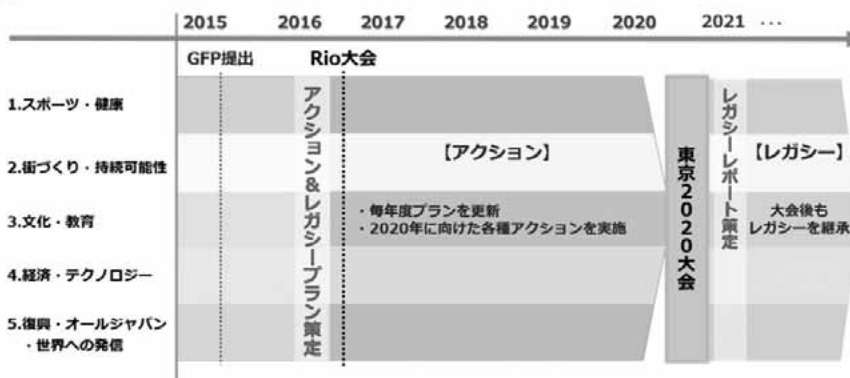 2015 2016 2017 2018 2019 2020 2021 …
GFP提出 Rio大会
1.スポーツ・健康
2.街づくり・持続可能性
3.文化・教育
4.経済・テクノロジー
5.復興・オールジャパン
・世界への発信
アクション&レガシープラン策定
【アクション】
・毎年度プランを更新
・2020年に向けた各種アクションを実施
東京2020大会
レガシーレポート策定
【レガシー】
大会後も
レガシーを継承